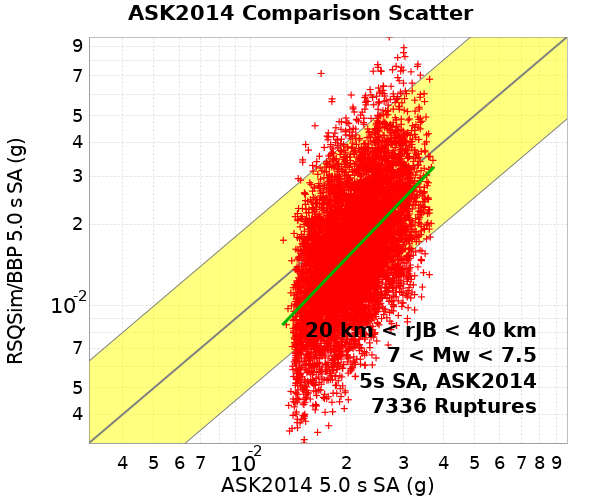 ASK2014 Comparison Scatter
RSQSim/BBP 5.0 s SA (g)
9
7
5
4
3
2
10-2
7
5
4
20 km < rJB < 40 km
7 < Mw < 7.5
5s SA, ASK2014
7336 Ruptures
4 5 6 7 10-2 2 3 4 5 6 7 8 9
ASK2014 5.0 s SA (g)